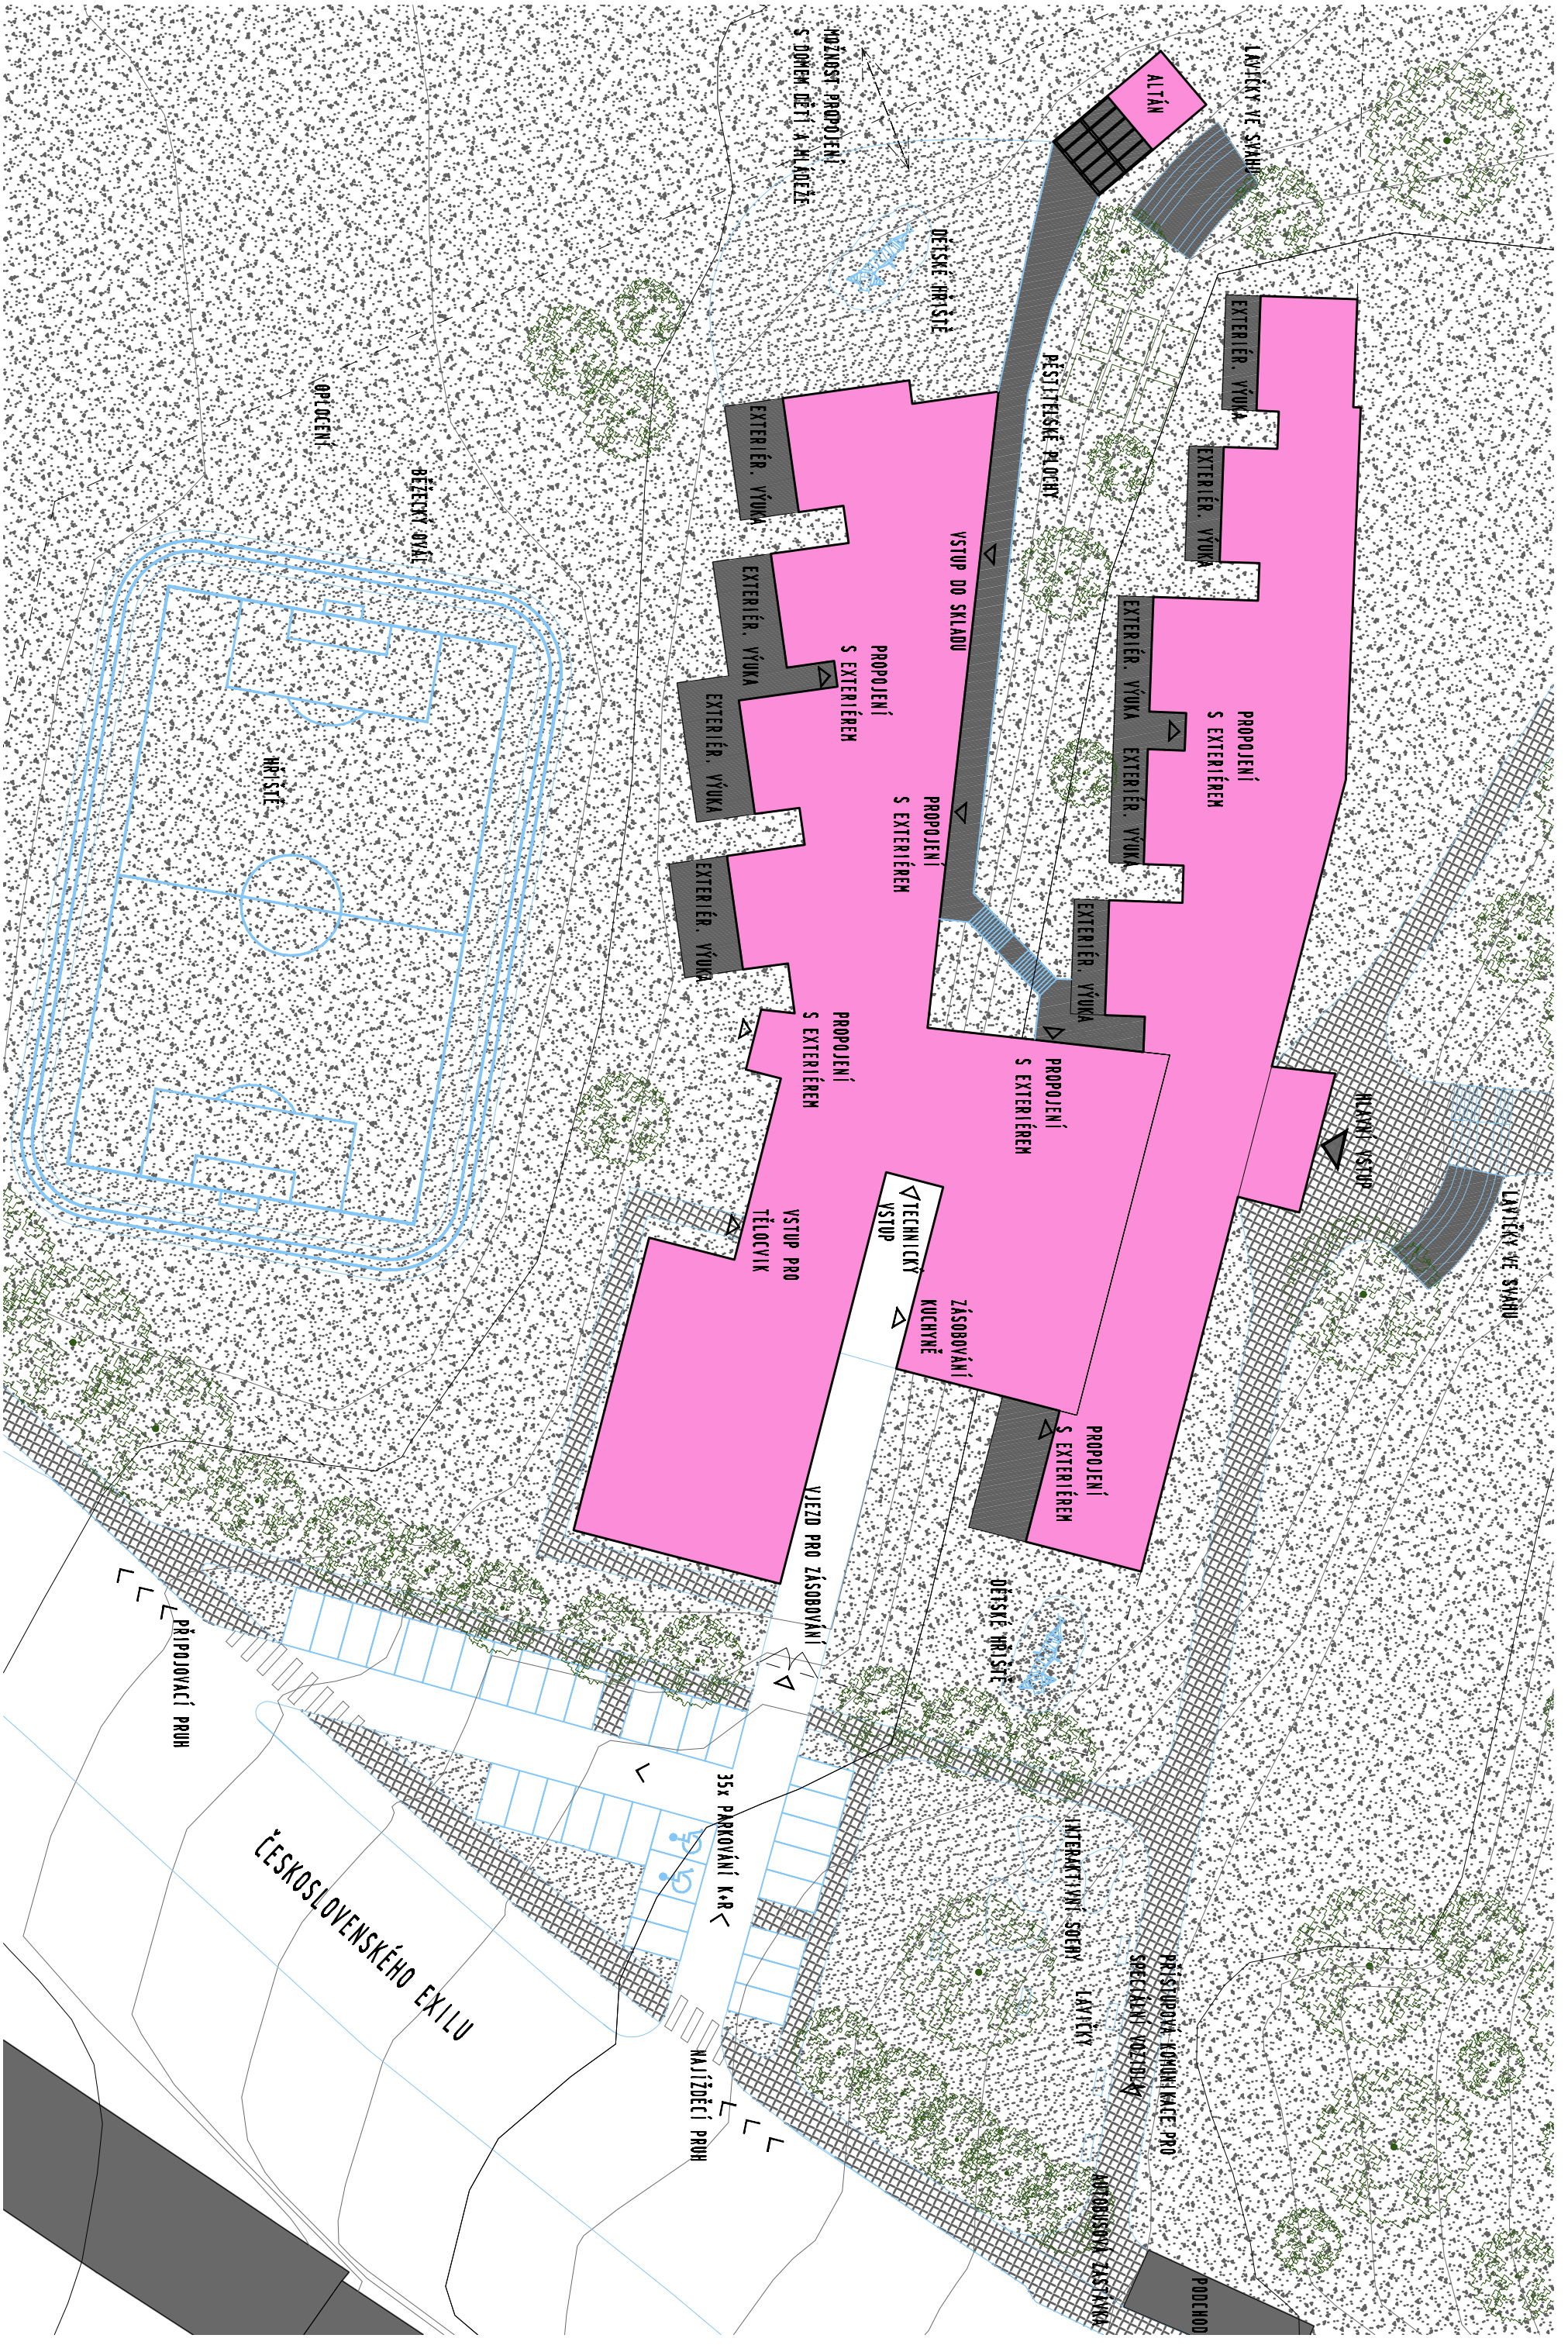 LAVIČKY VE SVAHU
ALTÁN
MOŽNOST PROPOJENÍ
S DOMEM DĚTÍ A MLÁDEŽE
DĚTSKÉ HŘIŠTĚ
EXTERIÉR. VÝUKA
EXTERIÉR. VÝUKA
PĚSTITELSKÉ PLOCHY
EXTERIÉR. VÝUKA
OPLOCENÍ
BĚŽECKÝ OVÁL
VSTUP DO SKLADU
EXTERIÉR. VÝUKA
EXTERIÉR. VÝUKA
PROPOJENÍ
S EXTERIÉREM
PROPOJENÍ
S EXTERIÉREM
EXTERIÉR. VÝUKA
EXTERIÉR. VÝUKA
HŘIŠTĚ
PROPOJENÍ
S EXTERIÉREM
EXTERIÉR. VÝUKA
EXTERIÉR. VÝUKA
PROPOJENÍ
S EXTERIÉREM
PROPOJENÍ
S EXTERIÉREM
HLAVNÍ VSTUP
LAVIČKY VE SVAHU
TECHNICKÝ
VSTUP
VSTUP PRO
TĚLOCVIK
ZÁSOBOVÁNÍ
KUCHYNĚ
PROPOJENÍ
S EXTERIÉREM
VJEZD PRO ZÁSOBOVÁNÍ
DĚTSKÉ HŘIŠTĚ
PŘIPOJOVACÍ PRUH
35x PARKOVÁNÍ K+R
INTERAKTIVNÍ SOCHY
LAVIČKY
PŘÍSTUPOVÁ KOMUNIKACE PRO
SPECIÁLNÍ VOZIDLA
ČESKOSLOVENSKÉHO EXILU
NAJÍŽDĚCÍ PRUH
AUTOBUSOVÁ ZASTÁVKA
PODCHOD